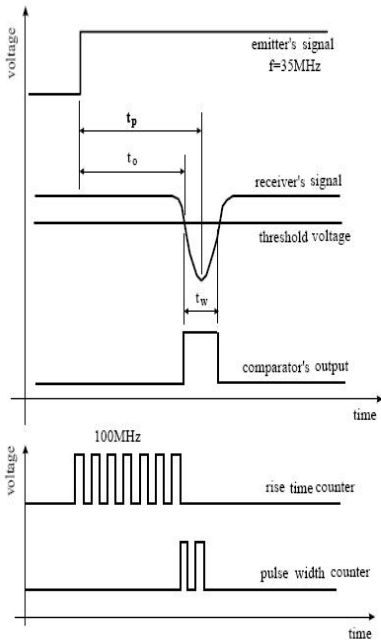 voltage
emitter's signal
f=35MHz
tp
to
receiver's signal
threshold voltage
tw
comparator's output
time
100MHz
voltage
rise time counter
pulse width counter
time